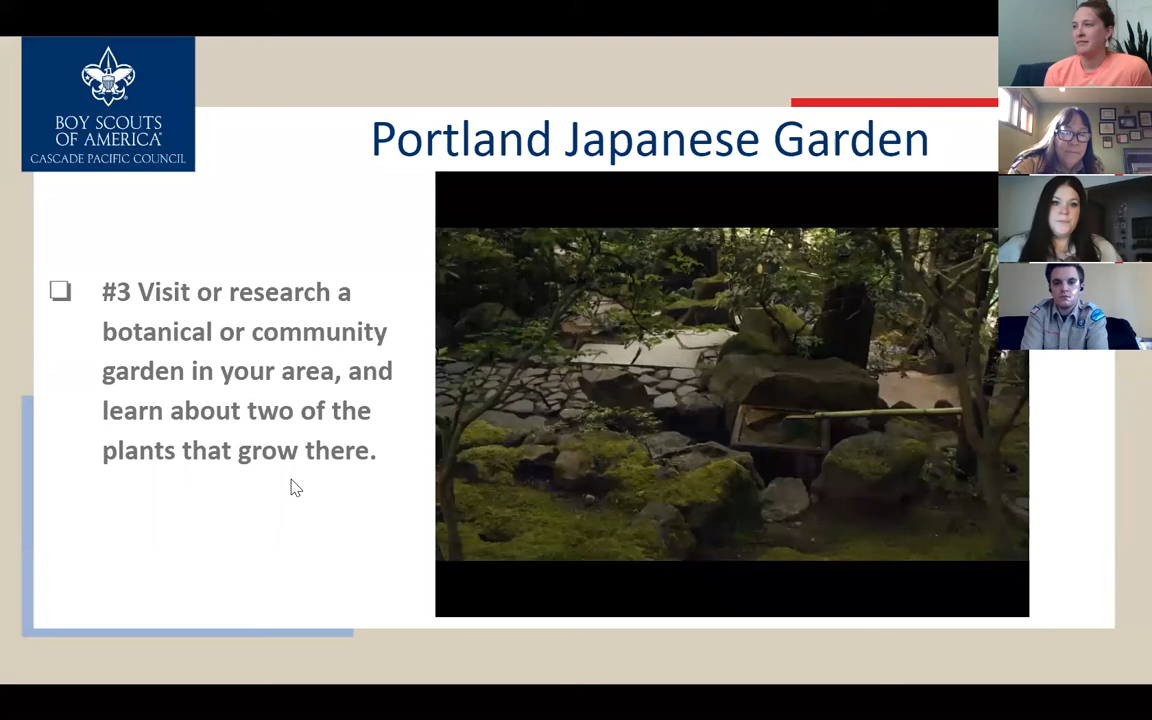 BOY SCOUTS
OF AMERICA®
CASCADE PACIFIC COUNCIL
Portland Japanese Garden
#3 Visit or research a
botanical or community
garden in your area, and
learn about two of the
plants that grow there.